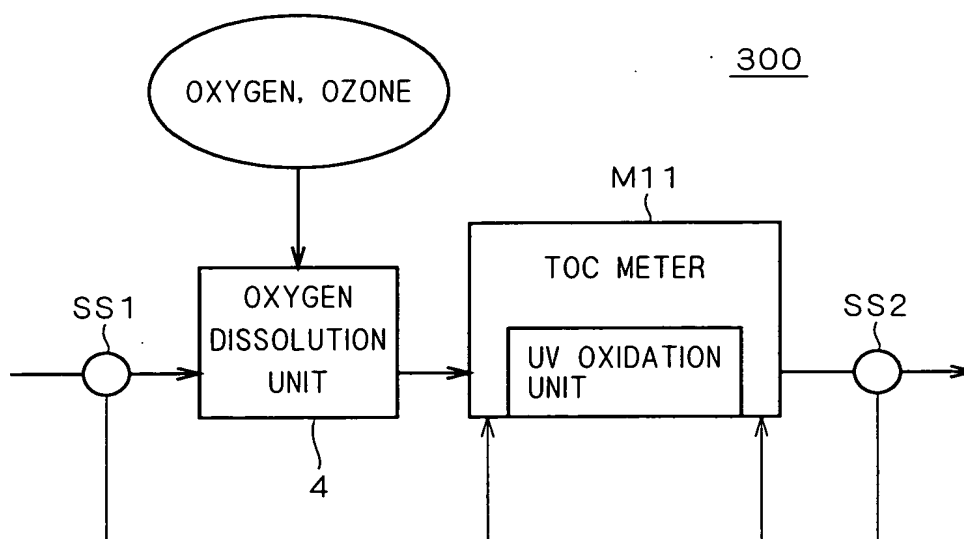 300
OXYGEN, OZONE
M11
TOC METER
SS1
OXYGEN
DISSOLUTION
UNIT
SS2
UV OXIDATION
UNIT
4